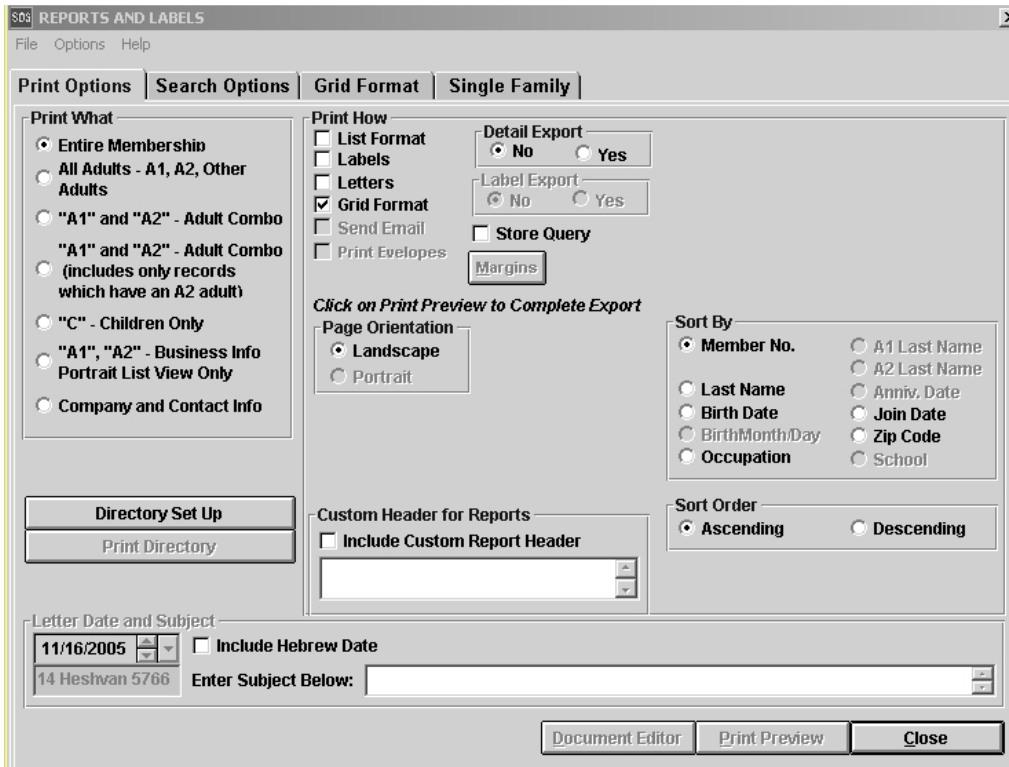 SOS REPORTS AND LABELS
File Options Help
Print Options Search Options Grid Format Single Family
Print What
Entire Membership
All Adults - A1, A2, Other
Adults
"A1" and "A2" - Adult Combo
"A1" and "A2" - Adult Combo
(includes only records
which have an A2 adult)
"C" - Children Only
"A1", "A2" - Business Info
Portrait List View Only
Company and Contact Info
Directory Set Up
Print Directory
Print How
List Format
Labels
Letters
Grid Format
Send Email
Print Evelopes
Detail Export
No Yes
Label Export
No Yes
Store Query
Margins
Click on Print Preview to Complete Export
Page Orientation
Landscape
Portrait
Sort By
Member No. A1 Last Name
A2 Last Name
Last Name Anniv. Date
Birth Date Join Date
BirthMonth/Day Zip Code
Occupation School
Sort Order
Ascending Descending
Custom Header for Reports
Include Custom Report Header
Letter Date and Subject
11/16/2005 Include Hebrew Date
14 Heshvan 5766 Enter Subject Below:
Document Editor Print Preview Close